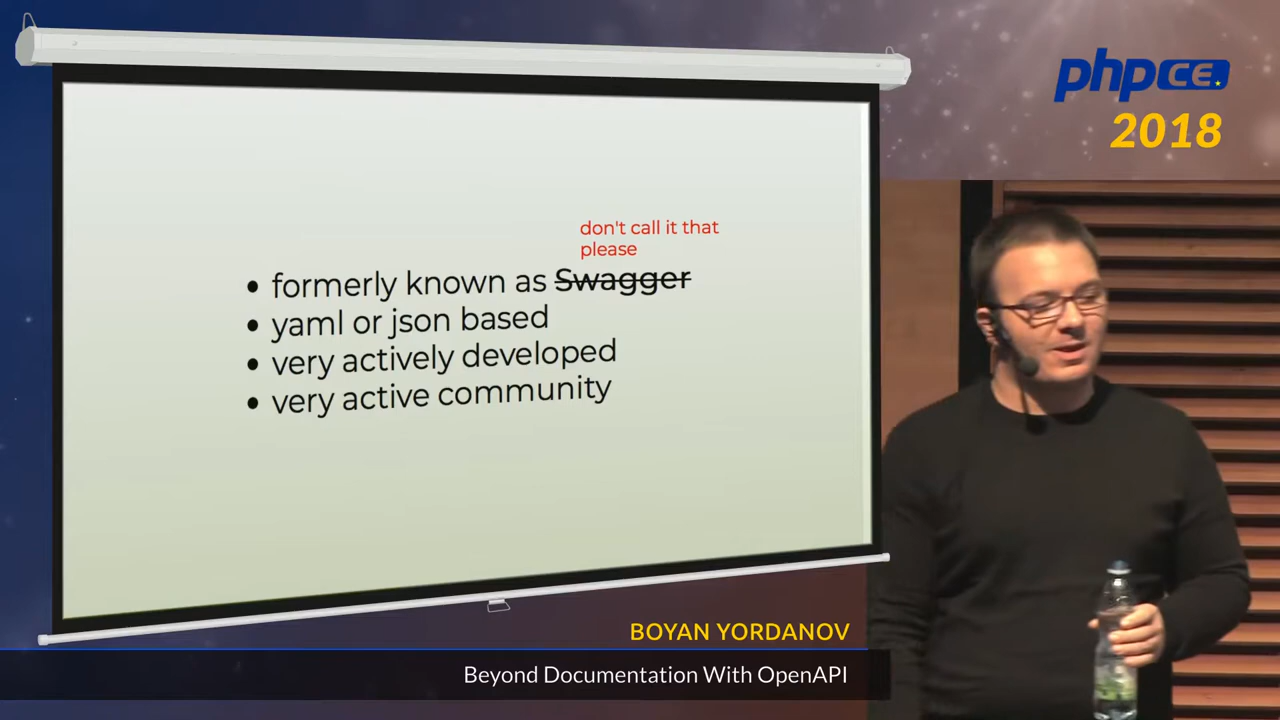 phpce.
2018
don't call it that
please
• formerly known as Swagger
• yaml or json based
• very actively developed
• very active community
BOYAN YORDANOV
Beyond Documentation With OpenAPI